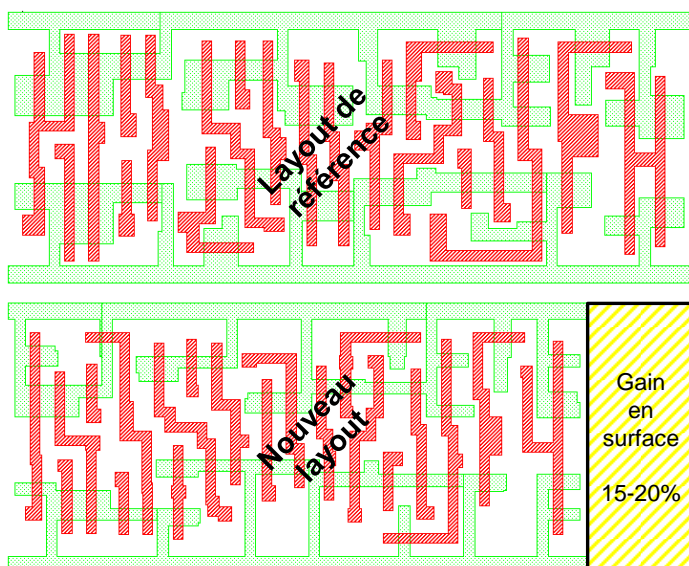 Layout de
référence
Nouveau
layout
Gain
en
surface
15-20%